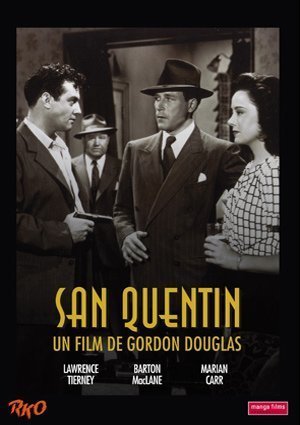 SAN QUENTIN
UN FILM DE GORDON DOUGLAS
LAWRENCE TIERNEY
BARTON MacLANE
MARIAN CARR
RKO
manga films